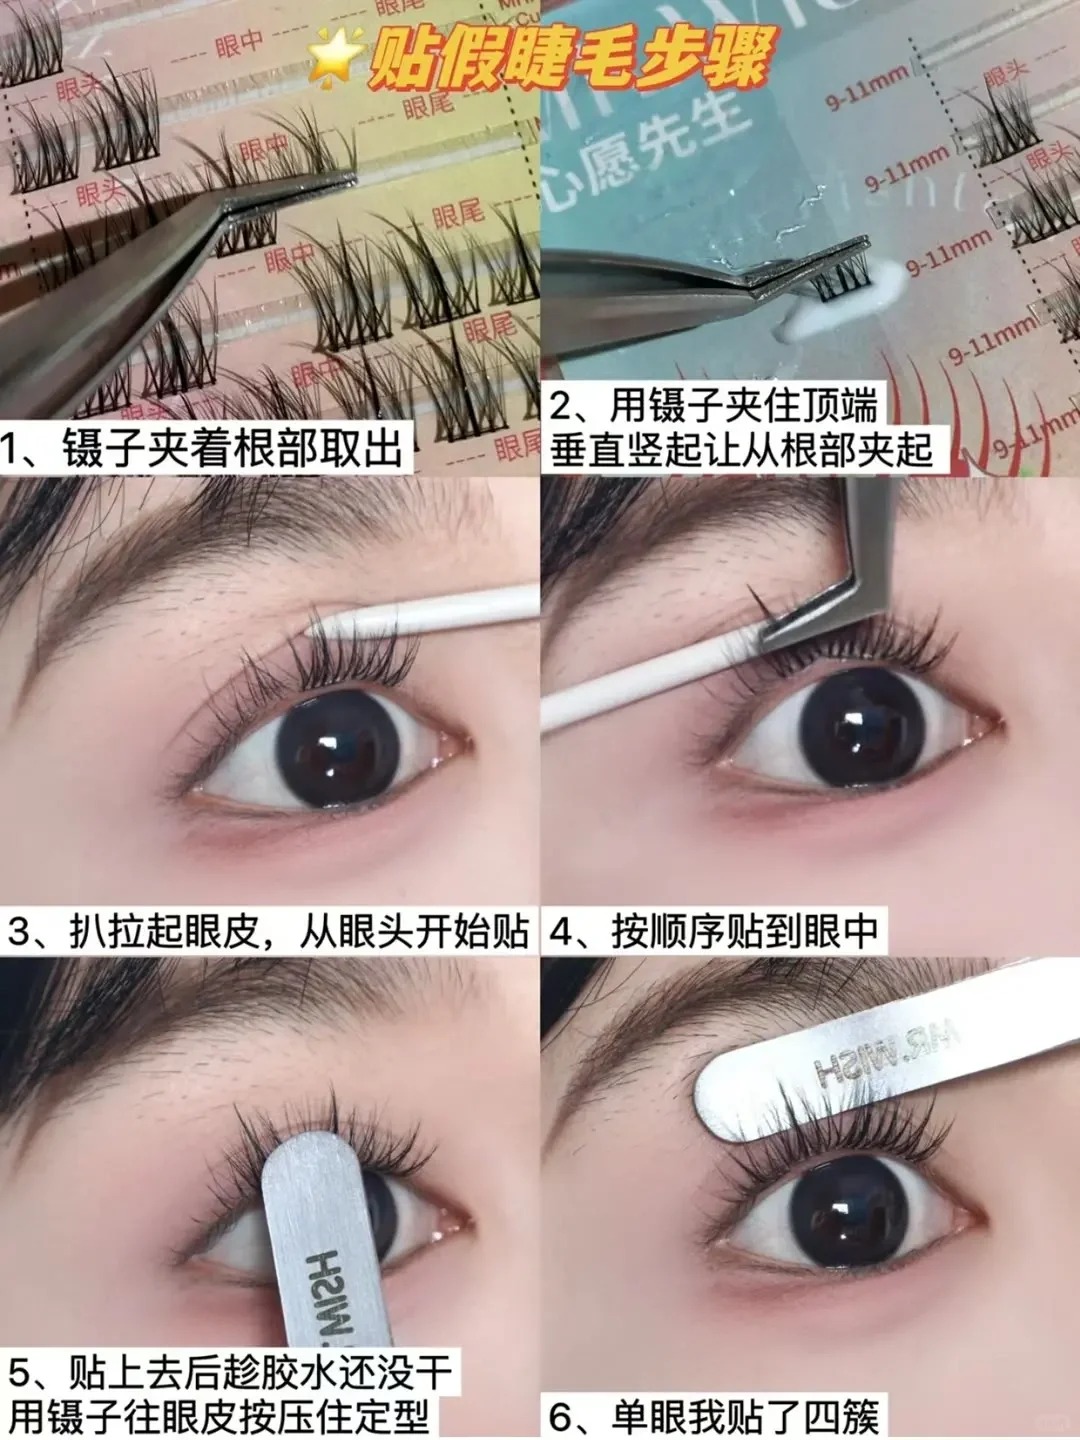 贴假睫毛步骤
眼尾
眼中
眼头
眼尾
眼中
眼头
眼尾
眼中
眼尾
眼中
眼头
眼尾
1、镊子夹着根部取出
心愿先生
9-11mm
眼头
9-11mm
眼头
9-11mm
9-11mm
9-11mm
2、用镊子夹住顶端
垂直竖起让从根部夹起
3、扒拉起眼皮，从眼头开始贴
4、按顺序贴到眼中
MR.WISH
WISH
5、贴上去后趁胶水还没干
用镊子往眼皮按压住定型
6、单眼我贴了四簇